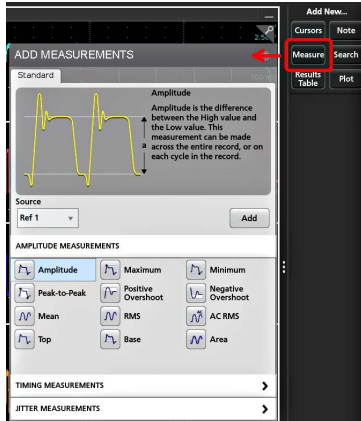 Add New...
2.50
Cursors Note
ADD MEASUREMENTS
Measure Search
Standard
Results Table Plot
Amplitude
Amplitude is the difference
between the High value and
the Low value. This
measurement can be made
a across the entire record, or on
each cycle in the record.
Source
Ref 1 Add
AMPLITUDE MEASUREMENTS
Amplitude Maximum Minimum
Peak-to-Peak Positive Overshoot Negative Overshoot
Mean RMS AC RMS
Top Base Area
TIMING MEASUREMENTS
JITTER MEASUREMENTS